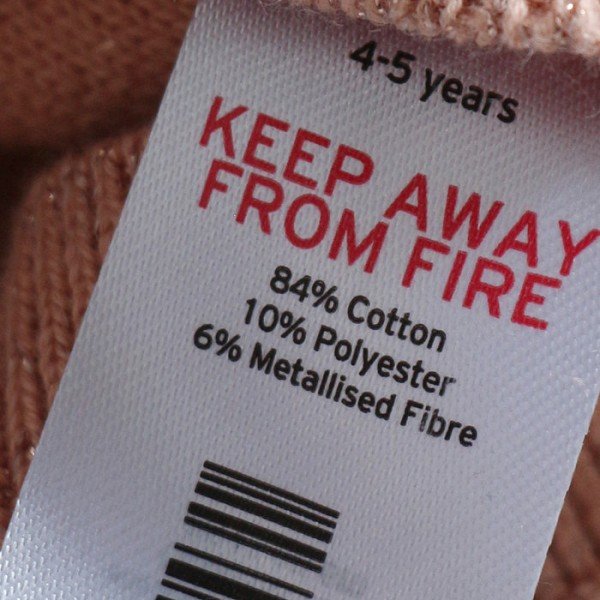 4-5 years
KEEP AWAY
FROM FIRE
84% Cotton
10% Polyester
6% Metallised Fibre